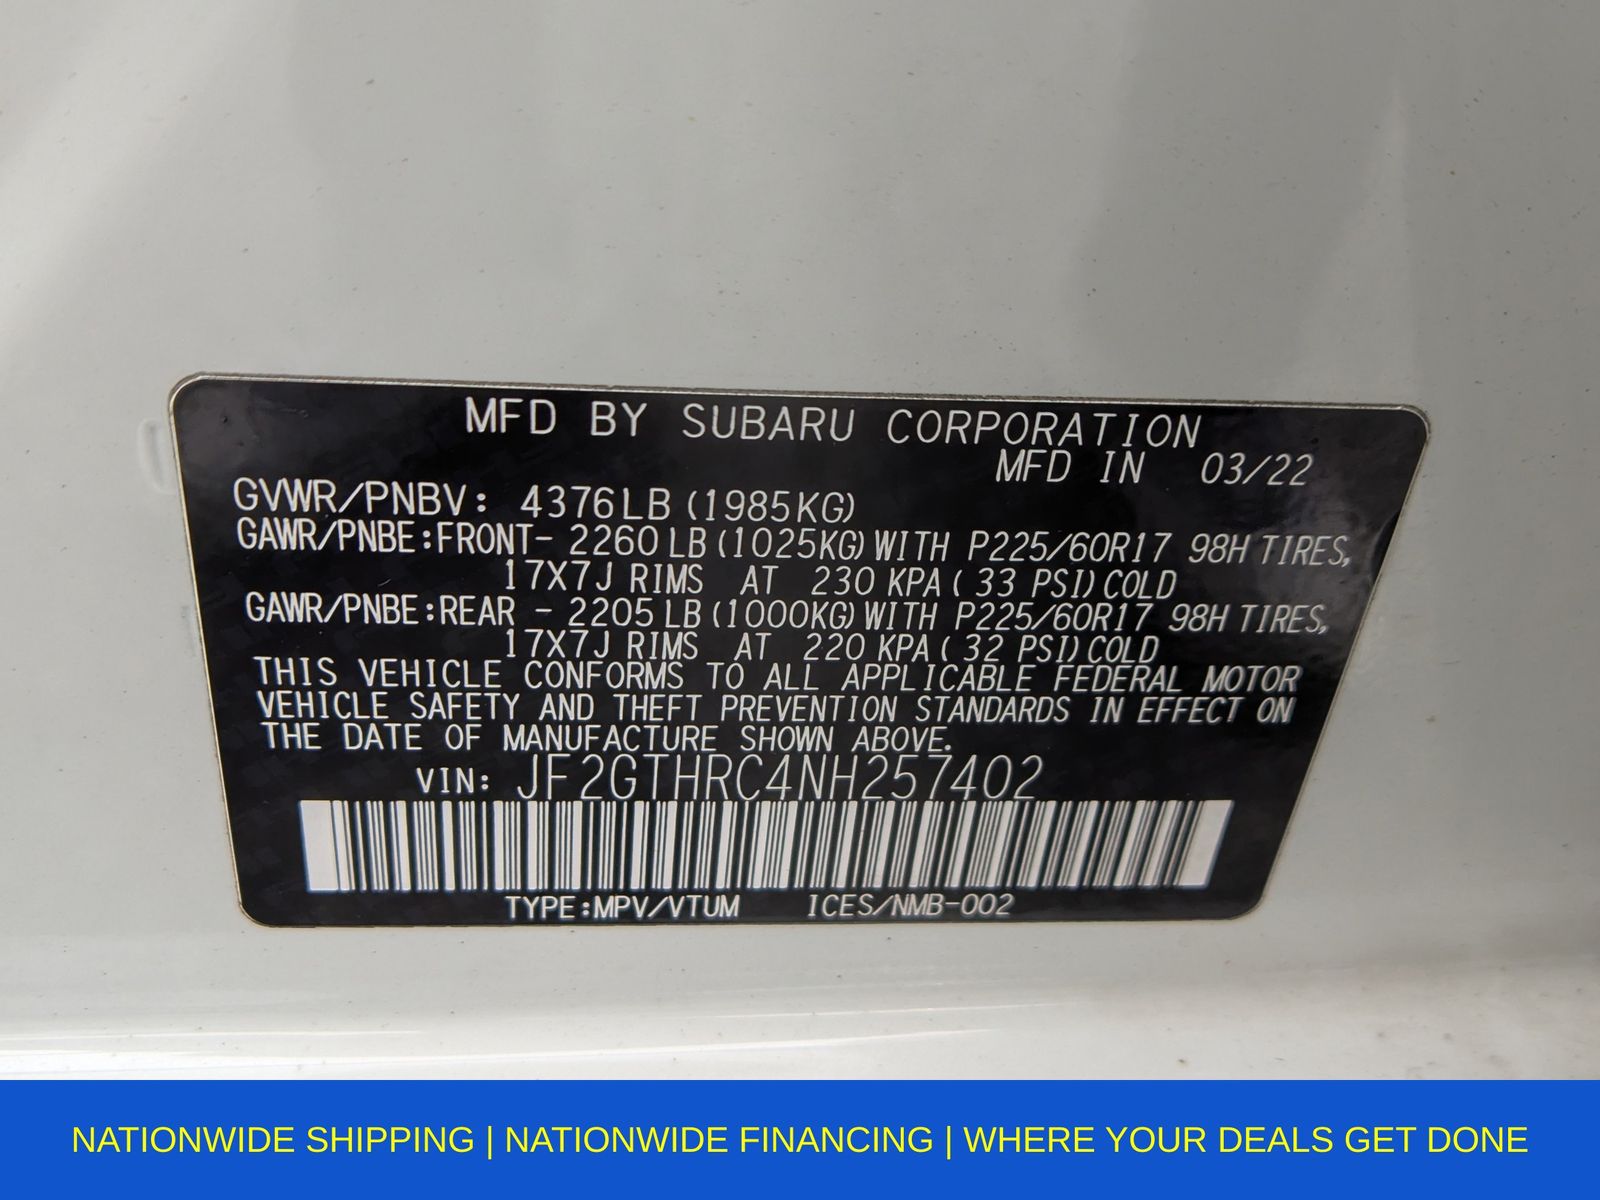 MFD BY SUBARU CORPORATION
MFD IN 03/22
GVWR/PNBV: 4376LB (1985KG)
GAWR/PNBE:FRONT- 2260LB (1025KG) WITH P225/60R17 98H TIRES,
17X7J RIMS AT 230 KPA ( 33 PSI) COLD
GAWR/PNBE:REAR - 2205LB (1000KG) WITH P225/60R17 98H TIRES,
17X7J RIMS AT 220 KPA ( 32 PSI) COLD
THIS VEHICLE CONFORMS TO ALL APPLICABLE FEDERAL MOTOR
VEHICLE SAFETY AND THEFT PREVENTION STANDARDS IN EFFECT ON
THE DATE OF MANUFACTURE SHOWN ABOVE.
VIN: JF2GTHRC4NH257402
TYPE:MPV/VTUM ICES/NMB-002
NATIONWIDE SHIPPING | NATIONWIDE FINANCING | WHERE YOUR DEALS GET DONE